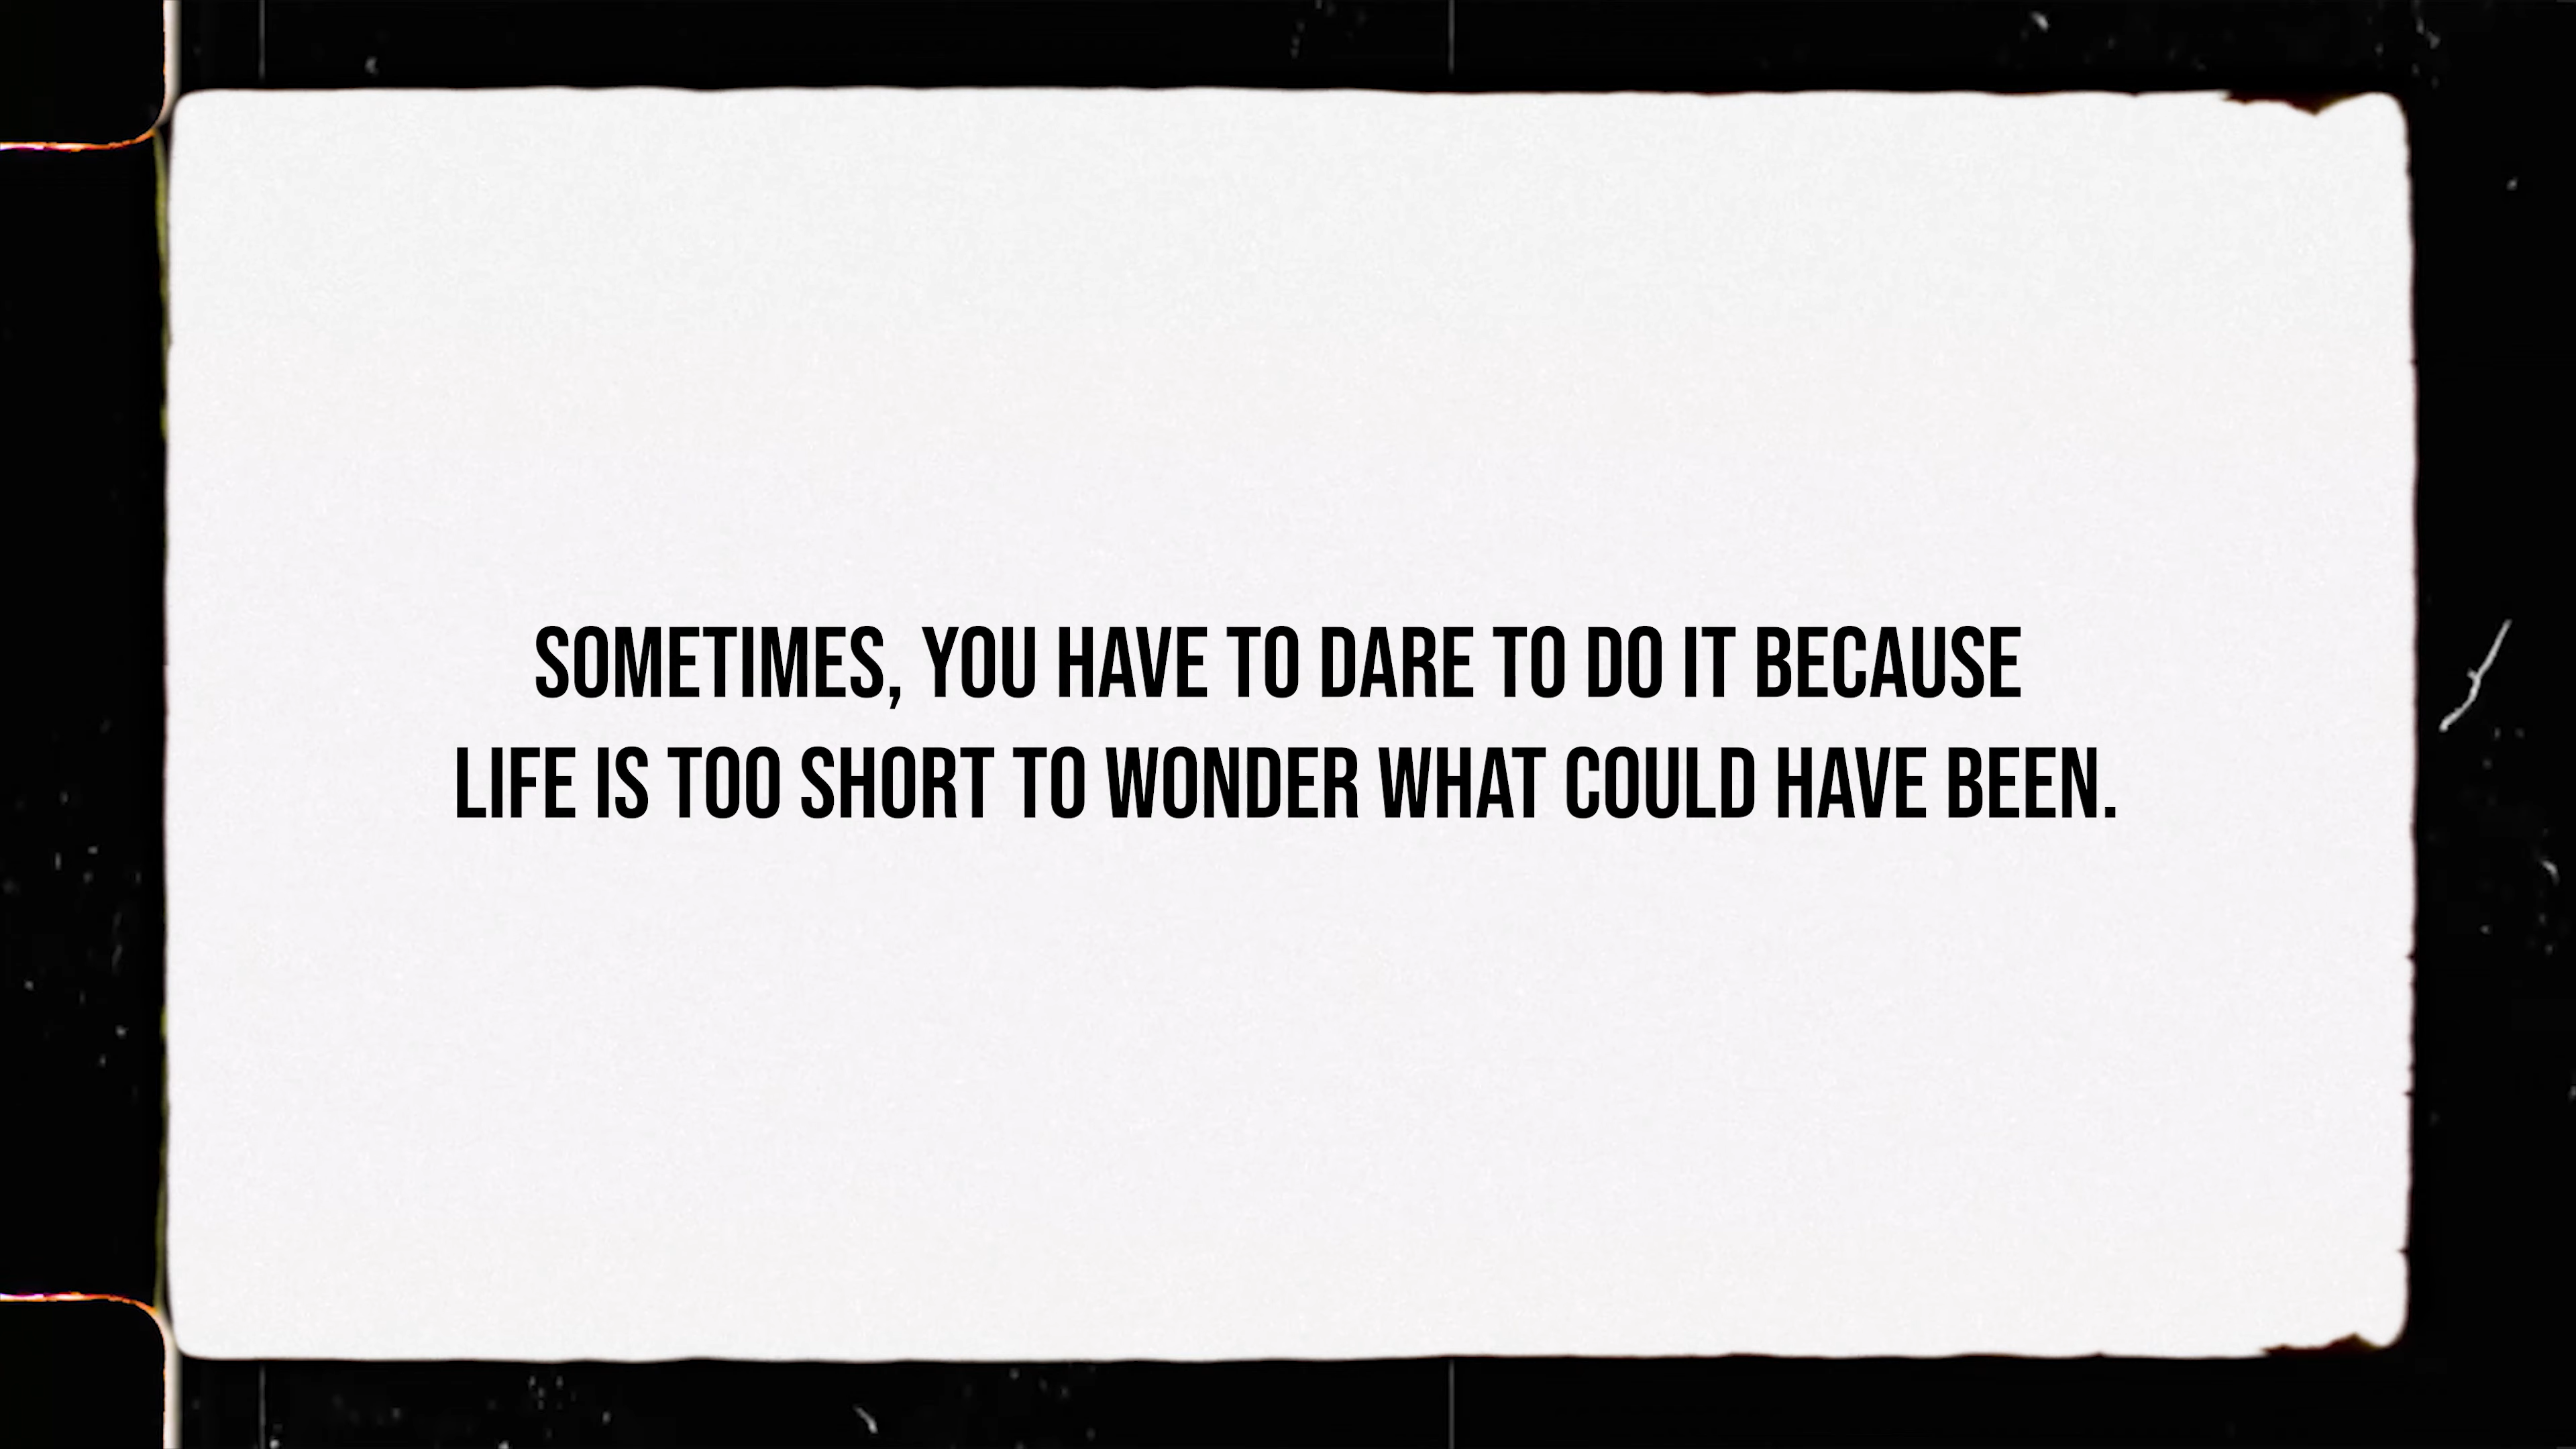 SOMETIMES, YOU HAVE TO DARE TO DO IT BECAUSE
LIFE IS TOO SHORT TO WONDER WHAT COULD HAVE BEEN.